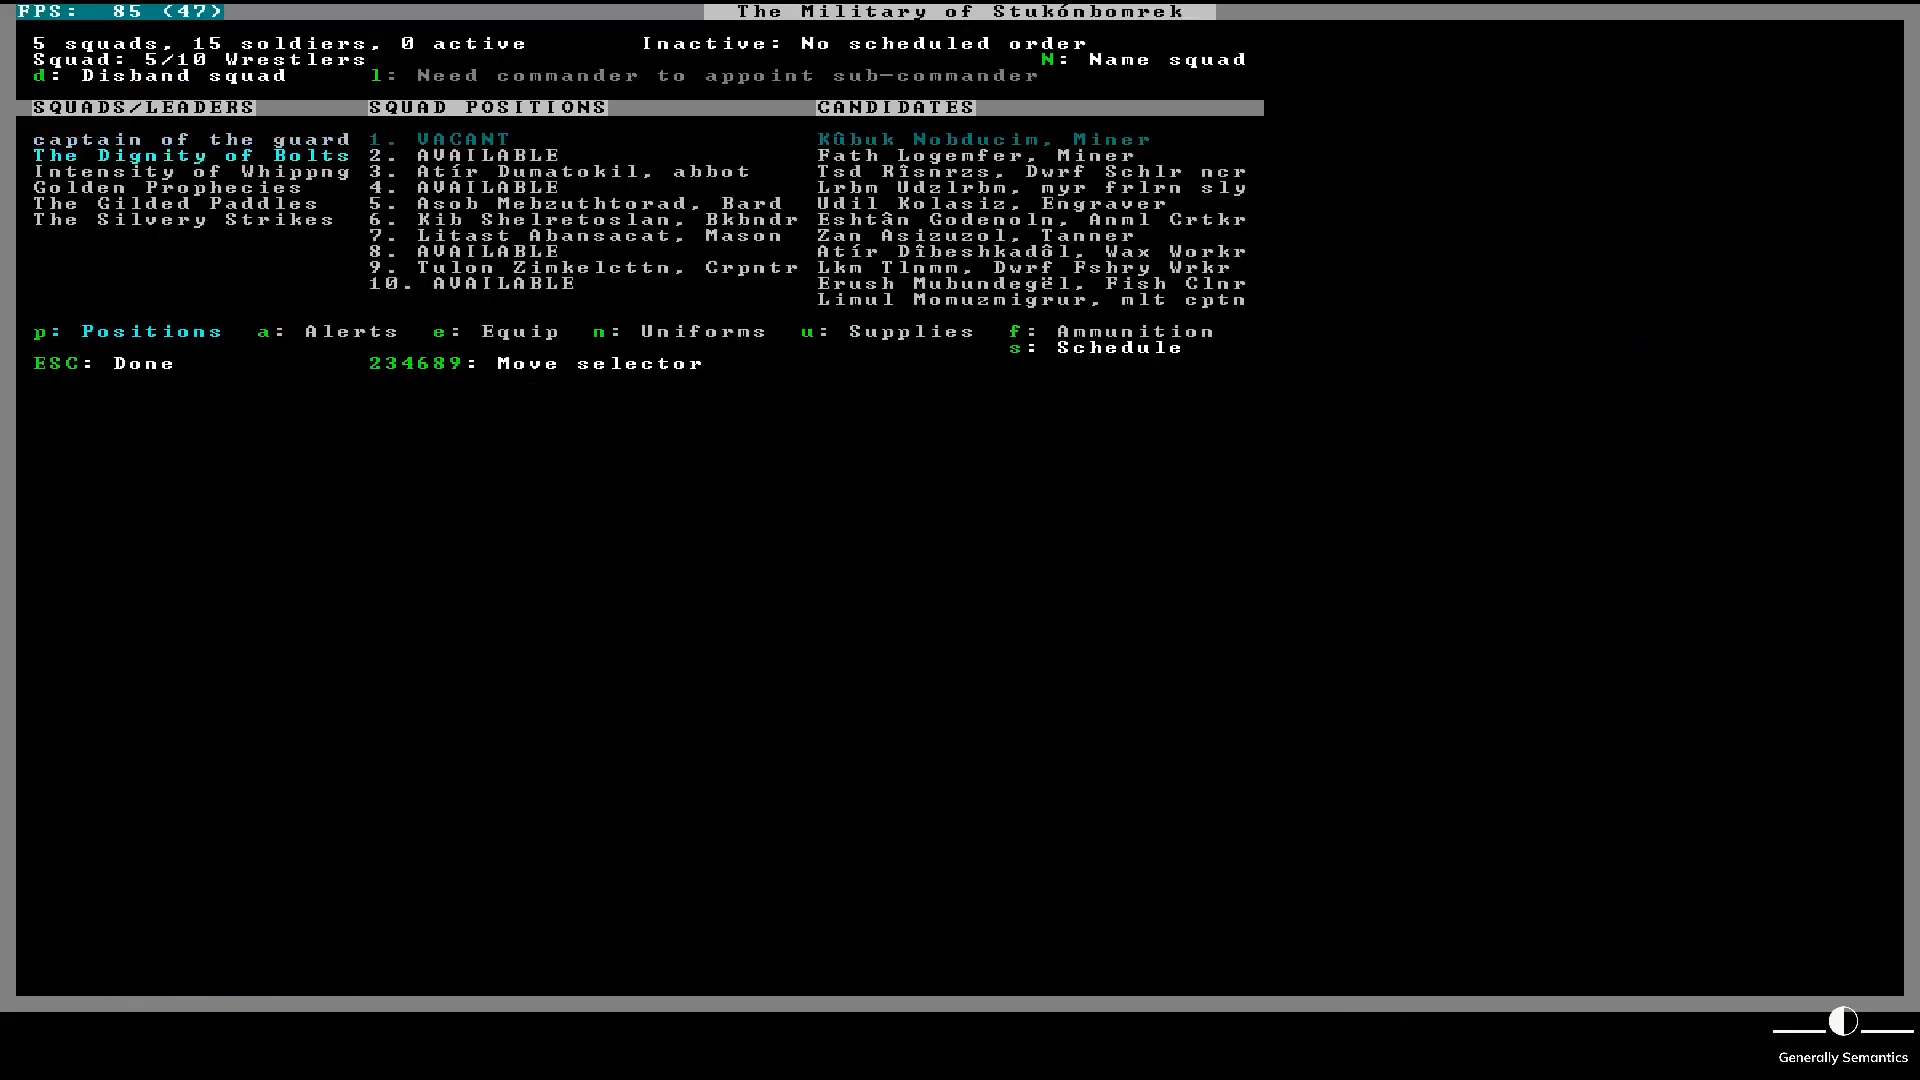 FPS: 85 (47) The Military of Stukónbomrek
5 squads, 15 soldiers, 0 active Inactive: No scheduled order
Squad: 5/10 Wrestlers N: Name squad
d: Disband squad l: Need commander to appoint sub-commander
SQUADS/LEADERS SQUAD POSITIONS CANDIDATES
captain of the guard 1. VACANT Kûbuk Nobducim, Miner
The Dignity of Bolts 2. AVAILABLE Fath Logemfer, Miner
Intensity of Whippng 3. Atír Dumatokil, abbot Tsd Rîsnrzs, Dwrf Schlr ncr
Golden Prophecies 4. AVAILABLE Lrbm Udzlrbm, myr frlrn sly
The Gilded Paddles 5. Asob Mebzuthtorad, Bard Udil Kolasiz, Engraver
The Silvery Strikes 6. Kib Shelretoslan, Bkbndr Eshtân Godenoln, Anml Crtkr
7. Litast Abansacat, Mason Zan Asizuzol, Tanner
8. AVAILABLE Atír Dîbeshkadôl, Wax Workr
9. Tulon Zimkelcttn, Crpntr Lkm Tlnmm, Dwrf Fshry Wrkr
10. AVAILABLE Erush Mubundegël, Fish Clnr
Limul Momuzmigrur, mlt cptn
p: Positions a: Alerts e: Equip n: Uniforms u: Supplies f: Ammunition
s: Schedule
ESC: Done 234689: Move selector
Generally Semantics